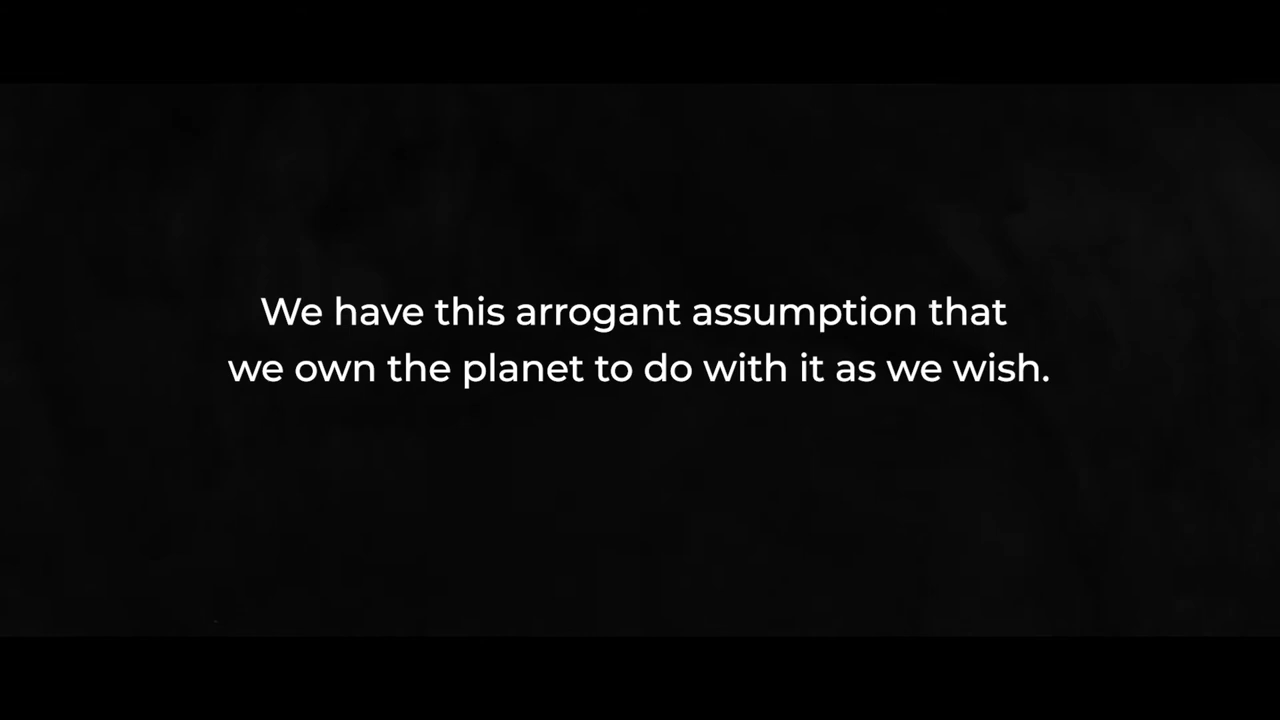 We have this arrogant assumption that
we own the planet to do with it as we wish.